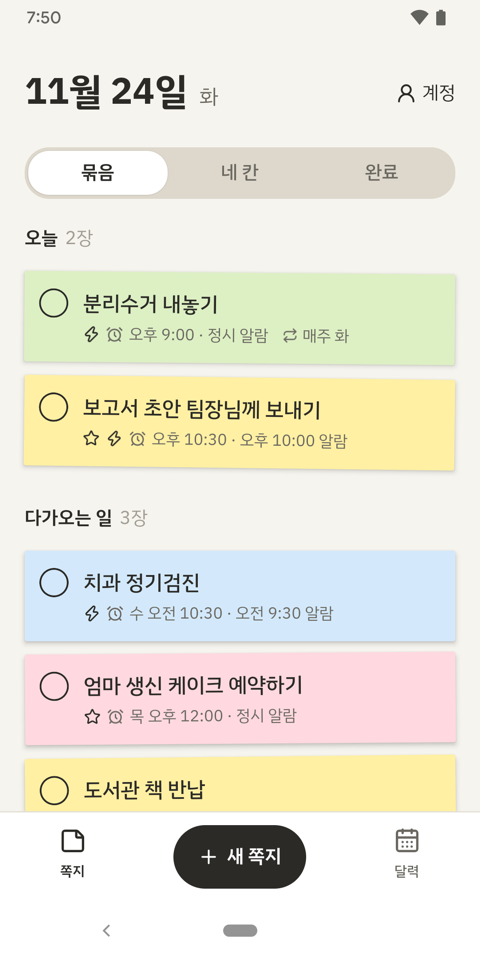 7:50
11월 24일 화
계정
묶음 네 칸 완료
오늘 2장
분리수거 내놓기
오후 9:00 · 정시 알람 매주 화
보고서 초안 팀장님께 보내기
오후 10:30 · 오후 10:00 알람
다가오는 일 3장
치과 정기검진
수 오전 10:30 · 오전 9:30 알람
엄마 생신 케이크 예약하기
목 오후 12:00 · 정시 알람
도서관 책 반납
쪽지
+ 새 쪽지
달력